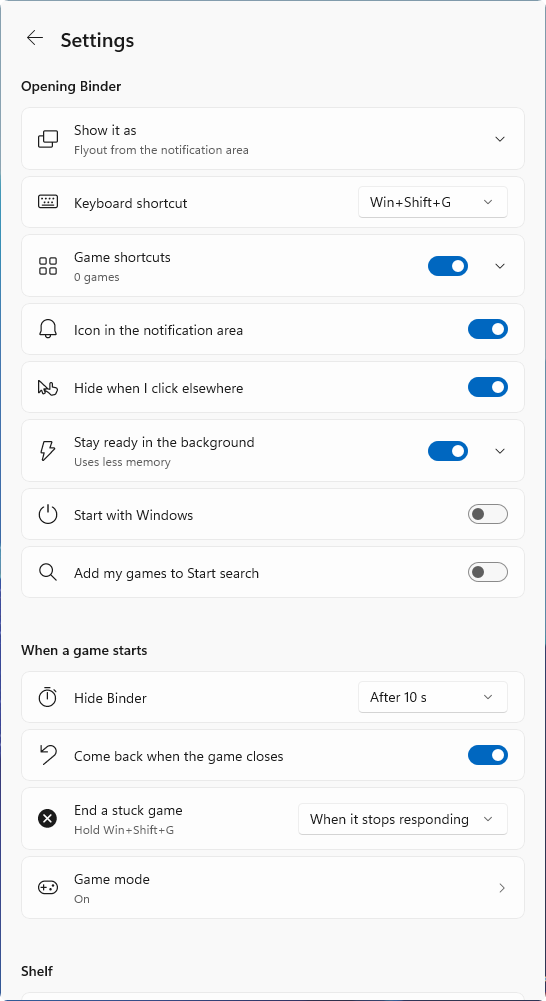 Settings
Opening Binder
Show it as
Flyout from the notification area
Keyboard shortcut
Win+Shift+G
Game shortcuts
0 games
Icon in the notification area
Hide when I click elsewhere
Stay ready in the background
Uses less memory
Start with Windows
Add my games to Start search
When a game starts
Hide Binder
After 10 s
Come back when the game closes
End a stuck game
Hold Win+Shift+G
When it stops responding
Game mode
On
Shelf